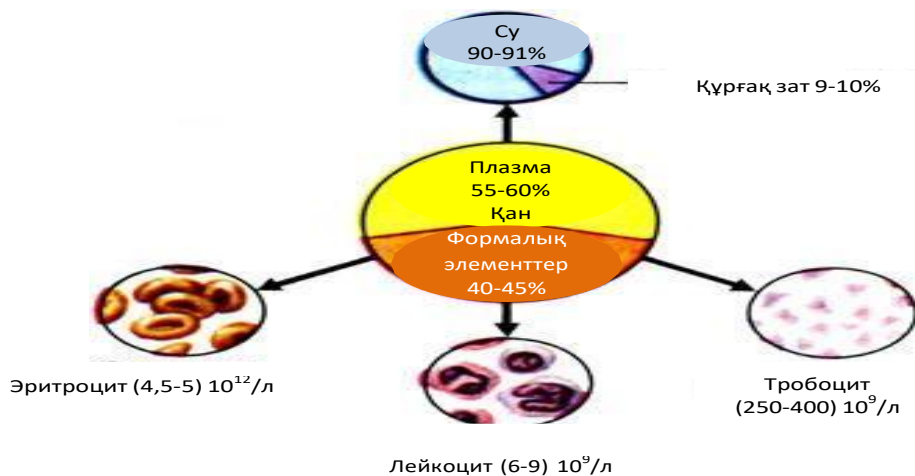 Су
90-91%
Құрғақ зат 9-10%
Плазма
55-60%
Қан
Формалық
элементтер
40-45%
Эритроцит (4,5-5) 10¹²/л
Тробоцит
(250-400) 10⁹/л
Лейкоцит (6-9) 10⁹/л